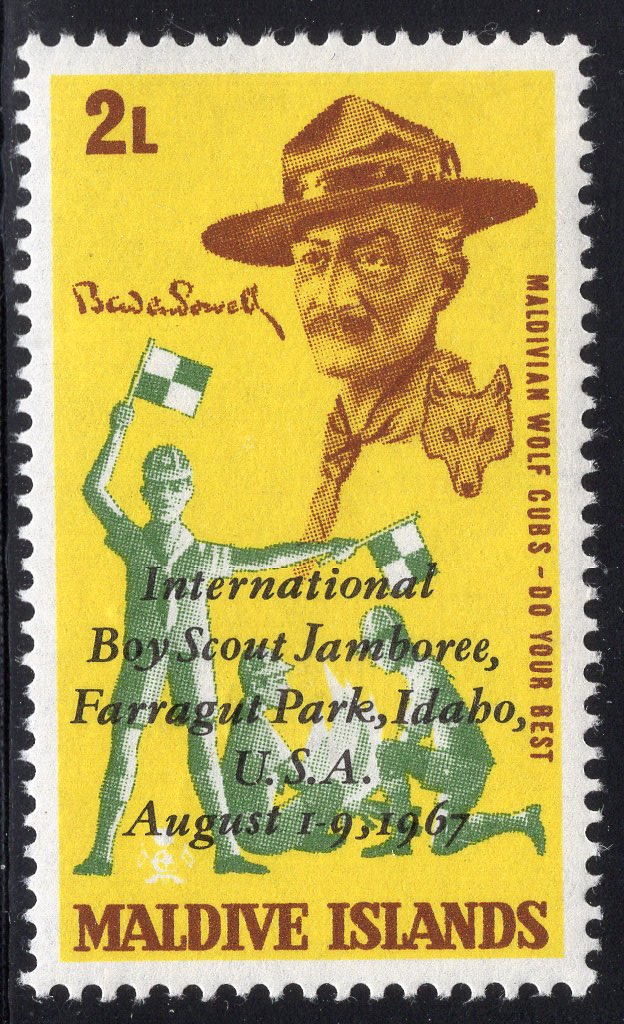 2L
Baden Powell
MALDIVIAN WOLF CUBS - DO YOUR BEST
International
Boy Scout Jamboree,
Farragut Park, Idaho,
U.S.A.
August 1-9, 1967
MALDIVE ISLANDS